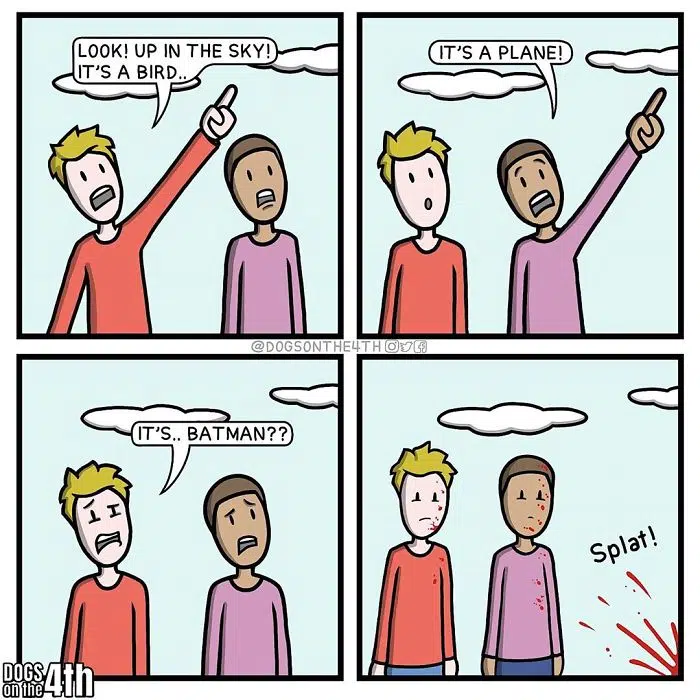 LOOK! UP IN THE SKY!
IT'S A BIRD..
IT'S A PLANE!
@DOGSONTHE4TH
IT'S.. BATMAN??
Splat!
DOGS
on the 4th